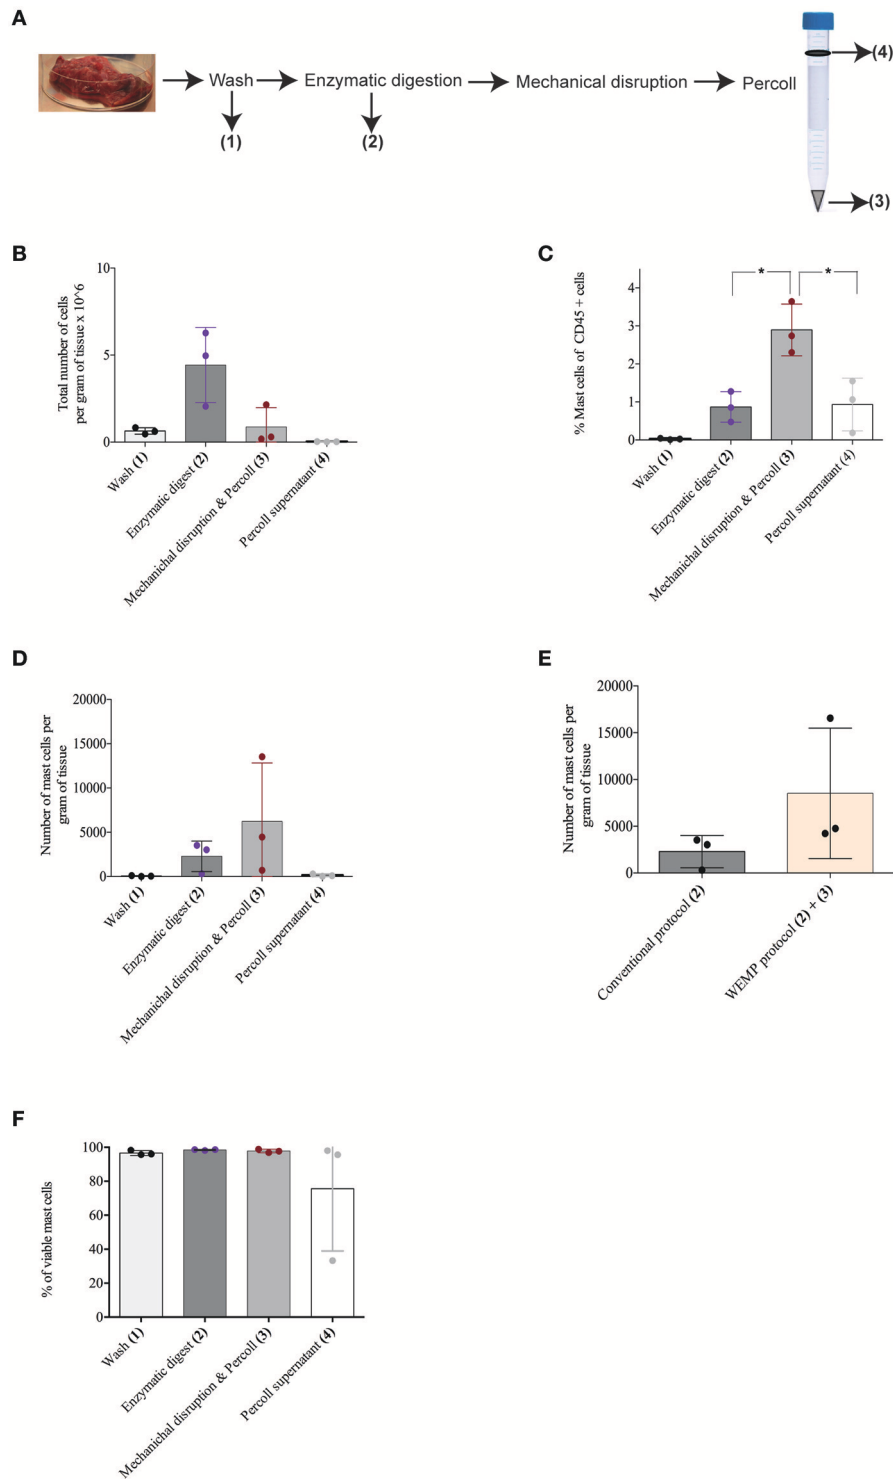 A
Wash
Enzymatic digestion
Mechanical disruption
Percoll
(4)
(1)
(2)
(3)
B
Total number of cells
per gram of tissue x 10^6
10
5
0
Wash (1)
Enzymatic digest (2)
Mechanichal disruption & Percoll (3)
Percoll supernatant (4)
C
% Mast cells of CD45 + cells
4
3
2
1
0
*
*
Wash (1)
Enzymatic digest (2)
Mechanichal disruption & Percoll (3)
Percoll supernatant (4)
D
Number of mast cells per
gram of tissue
20000
15000
10000
5000
0
Wash (1)
Enzymatic digest (2)
Mechanichal disruption & Percoll (3)
Percoll supernatant (4)
E
Number of mast cells per
gram of tissue
20000
15000
10000
5000
0
Conventional protocol (2)
WEMP protocol (2) + (3)
F
% of viable mast cells
100
80
60
40
20
0
Wash (1)
Enzymatic digest (2)
Mechanichal disruption & Percoll (3)
Percoll supernatant (4)